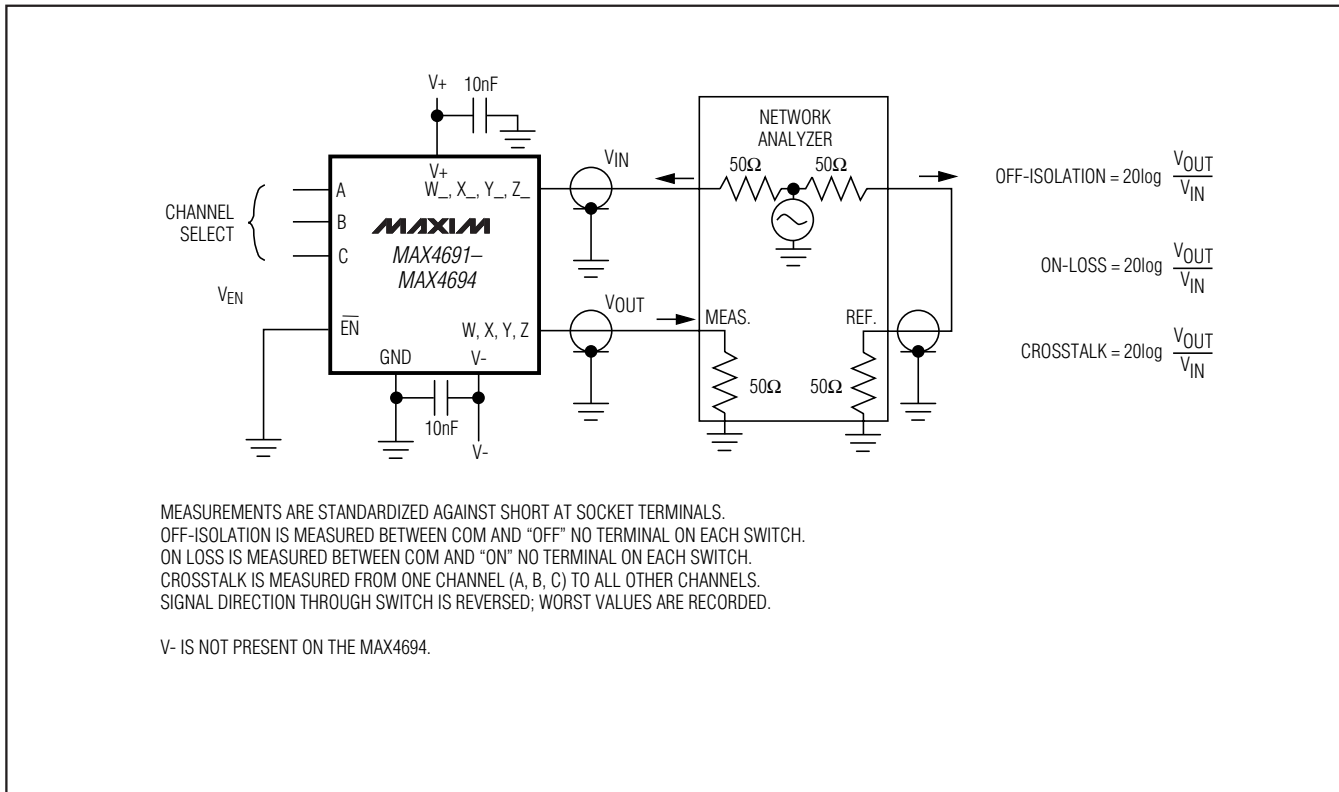 V+ 10nF
V+
W_, X_, Y_, Z_
A
B
C
CHANNEL
SELECT
MAXIM
MAX4691–
MAX4694
VEN
EN
W, X, Y, Z
GND
V-
10nF
V-
VIN
VOUT
NETWORK
ANALYZER
50Ω 50Ω
MEAS. REF.
50Ω 50Ω
OFF-ISOLATION = 20log VOUT
VIN
ON-LOSS = 20log VOUT
VIN
CROSSTALK = 20log VOUT
VIN
MEASUREMENTS ARE STANDARDIZED AGAINST SHORT AT SOCKET TERMINALS.
OFF-ISOLATION IS MEASURED BETWEEN COM AND “OFF” NO TERMINAL ON EACH SWITCH.
ON LOSS IS MEASURED BETWEEN COM AND “ON” NO TERMINAL ON EACH SWITCH.
CROSSTALK IS MEASURED FROM ONE CHANNEL (A, B, C) TO ALL OTHER CHANNELS.
SIGNAL DIRECTION THROUGH SWITCH IS REVERSED; WORST VALUES ARE RECORDED.
V- IS NOT PRESENT ON THE MAX4694.